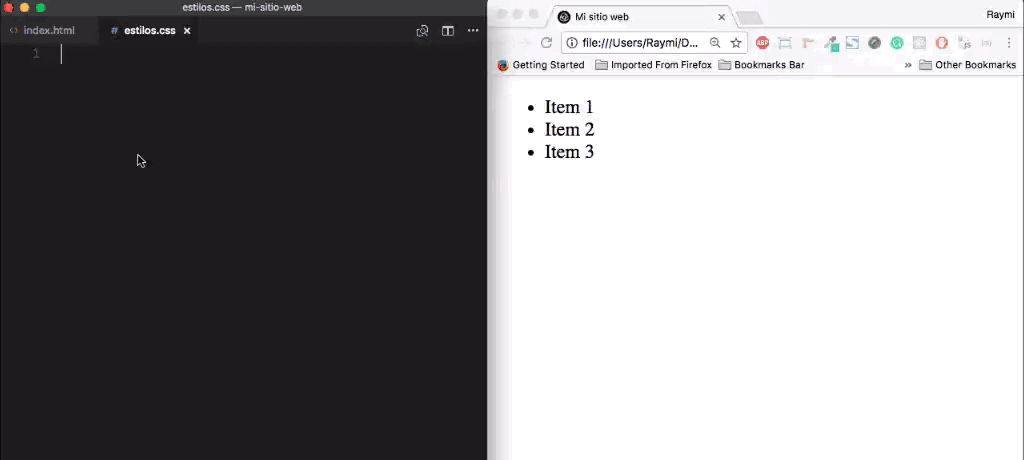 estilos.css — mi-sitio-web
index.html
# estilos.css
1
Mi sitio web
Raymi
file:///Users/Raymi/D...
ABP
Getting Started
Imported From Firefox
Bookmarks Bar
» Other Bookmarks
• Item 1
• Item 2
• Item 3